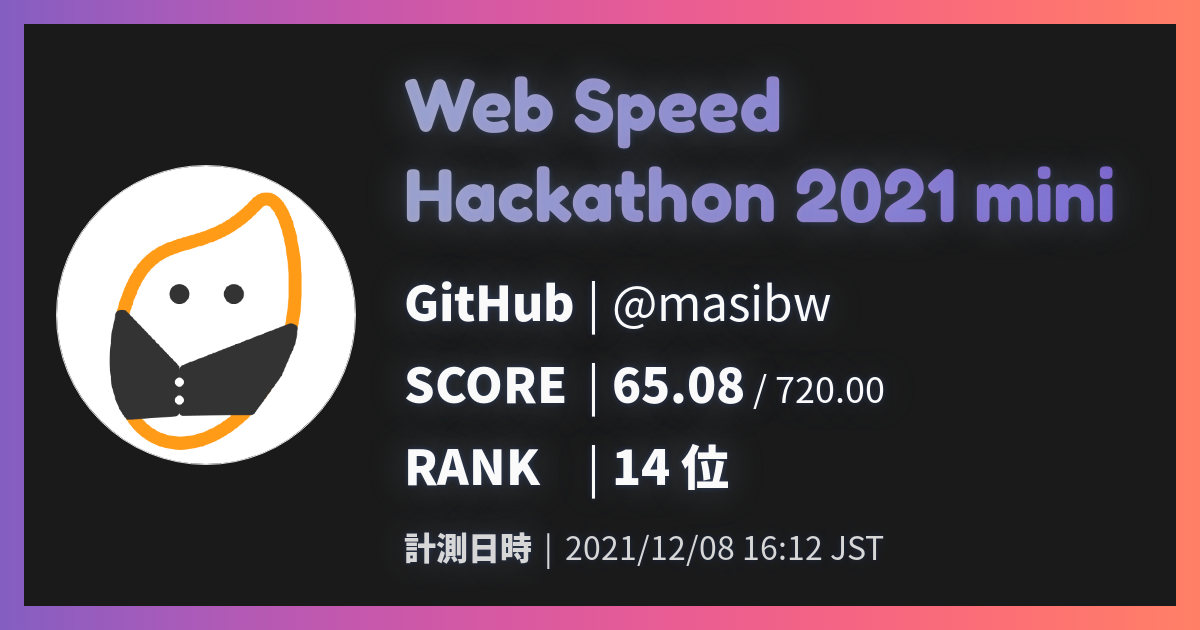 Web Speed
Hackathon 2021 mini
GitHub | @masibw
SCORE | 65.08 / 720.00
RANK | 14 位
計測日時 | 2021/12/08 16:12 JST